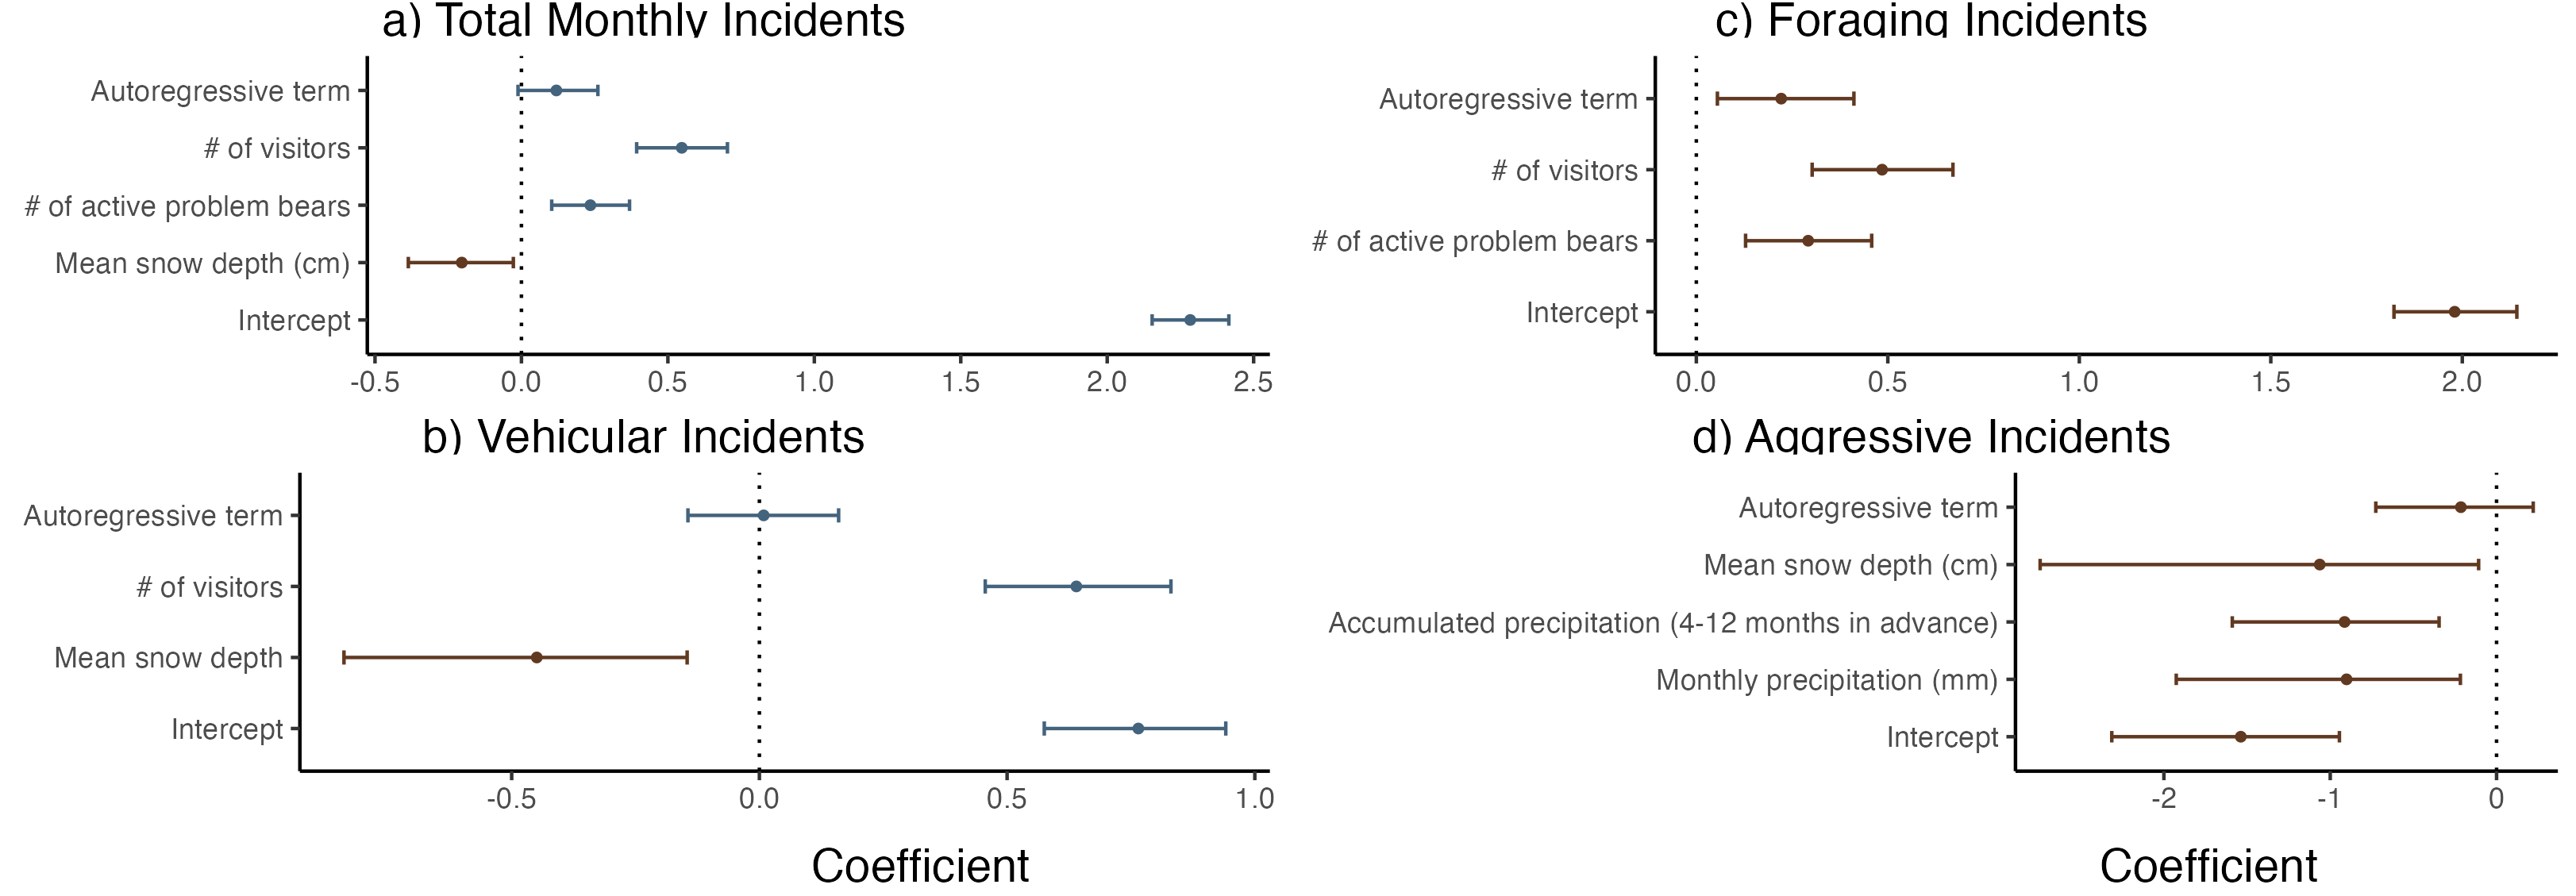 a) Total Monthly Incidents
Autoregressive term
# of visitors
# of active problem bears
Mean snow depth (cm)
Intercept
-0.5 0.0 0.5 1.0 1.5 2.0 2.5
c) Foraging Incidents
Autoregressive term
# of visitors
# of active problem bears
Intercept
0.0 0.5 1.0 1.5 2.0
b) Vehicular Incidents
Autoregressive term
# of visitors
Mean snow depth
Intercept
-0.5 0.0 0.5 1.0
Coefficient
d) Aggressive Incidents
Autoregressive term
Mean snow depth (cm)
Accumulated precipitation (4-12 months in advance)
Monthly precipitation (mm)
Intercept
-2 -1 0
Coefficient